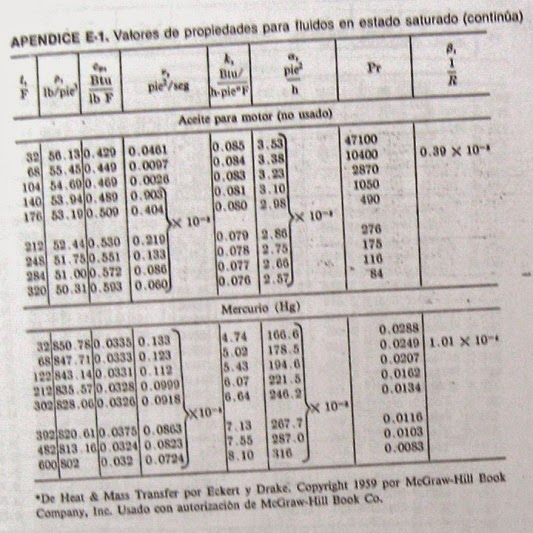 APENDICE E-1. Valores de propiedades para fluidos en estado saturado (continúa)
t, F | ρ, lb/pie³ | cp, Btu/lb F | ν, pie²/seg | k, Btu/h·pie°F | α, pie²/h | Pr | β, 1/R
Aceite para motor (no usado)
32 56.13 0.429 0.0461 0.085 3.53 47100
68 55.45 0.449 0.0097 0.084 3.38 10400 0.39 × 10⁻³
104 54.69 0.469 0.0026 0.083 3.23 2870
140 53.94 0.489 0.903 0.081 3.10 1050
176 53.19 0.509 0.404 0.080 2.98 490
× 10⁻³ × 10⁻³
212 52.44 0.530 0.219 0.079 2.86 276
248 51.75 0.551 0.133 0.078 2.75 175
284 51.00 0.572 0.086 0.077 2.66 116
320 50.31 0.593 0.060 0.076 2.57 84
Mercurio (Hg)
32 850.78 0.0335 0.133 4.74 166.6 0.0288
68 847.71 0.0333 0.123 5.02 178.5 0.0249 1.01 × 10⁻⁴
122 843.14 0.0331 0.112 5.43 194.6 0.0207
212 835.57 0.0328 0.0999 6.07 221.5 0.0162
302 828.06 0.0326 0.0918 6.64 246.2 0.0134
392 820.61 0.0375 0.0863 7.13 267.7 0.0116
482 813.16 0.0324 0.0823 7.55 287.0 0.0103
600 802 0.032 0.0724 8.10 316 0.0083
*De Heat & Mass Transfer por Eckert y Drake. Copyright 1959 por McGraw-Hill Book
Company, Inc. Usado con autorización de McGraw-Hill Book Co.